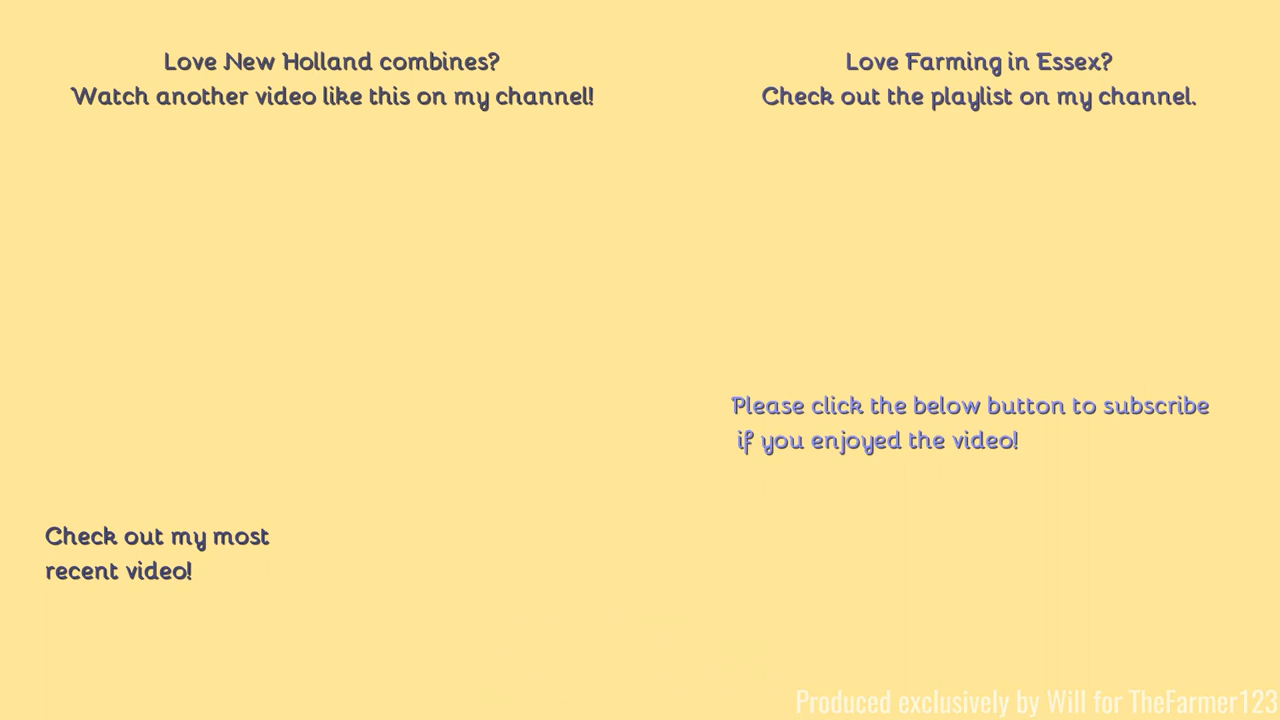 Love New Holland combines?
Watch another video like this on my channel!
Love Farming in Essex?
Check out the playlist on my channel.
Please click the below button to subscribe
if you enjoyed the video!
Check out my most
recent video!
Produced exclusively by Will for TheFarmer123